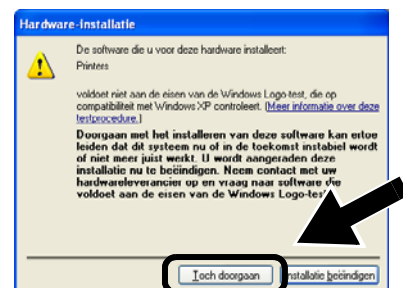 Hardware-installatie
De software die u voor deze hardware installeert:
Printers
voldoet niet aan de eisen van de Windows Logo-test, die op
compatibiliteit met Windows XP controleert. (Meer informatie over deze
testprocedure.)
Doorgaan met het installeren van deze software kan ertoe
leiden dat dit systeem nu of in de toekomst instabiel wordt
of niet meer juist werkt. U wordt aangeraden deze
installatie nu te beëindigen. Neem contact met uw
hardwareleverancier op en vraag naar software die
voldoet aan de eisen van de Windows
Toch doorgaan
beëindigen